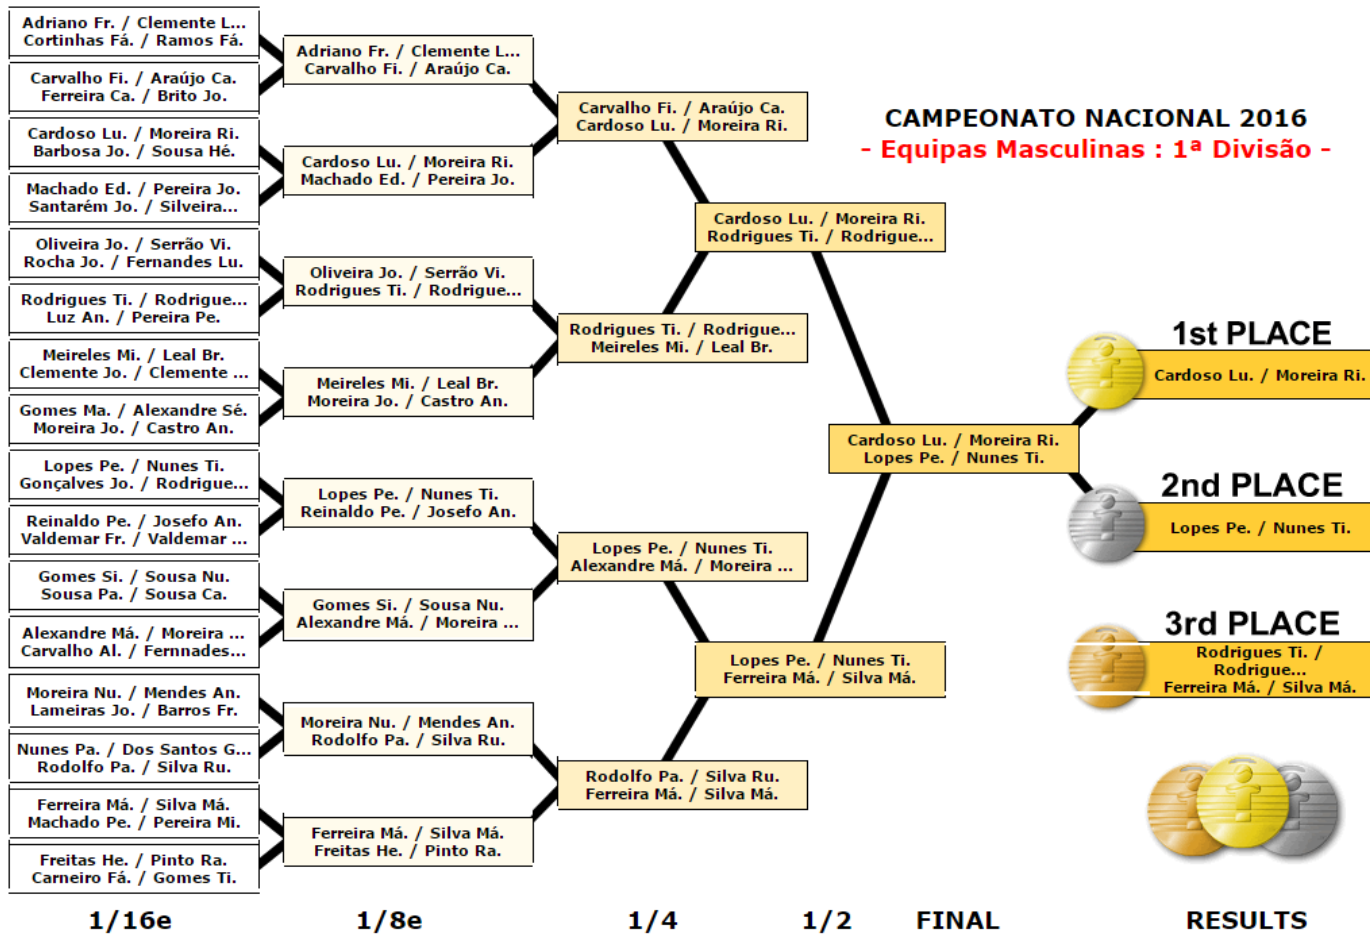 Adriano Fr. / Clemente L...
Cortinhas Fá. / Ramos Fá.
Carvalho Fi. / Araújo Ca.
Ferreira Ca. / Brito Jo.
Cardoso Lu. / Moreira Ri.
Barbosa Jo. / Sousa Hé.
Machado Ed. / Pereira Jo.
Santarém Jo. / Silveira...
Oliveira Jo. / Serrão Vi.
Rocha Jo. / Fernandes Lu.
Rodrigues Ti. / Rodrigue...
Luz An. / Pereira Pe.
Meireles Mi. / Leal Br.
Clemente Jo. / Clemente ...
Gomes Ma. / Alexandre Sé.
Moreira Jo. / Castro An.
Lopes Pe. / Nunes Ti.
Gonçalves Jo. / Rodrigue...
Reinaldo Pe. / Josefo An.
Valdemar Fr. / Valdemar ...
Gomes Si. / Sousa Nu.
Sousa Pa. / Sousa Ca.
Alexandre Má. / Moreira ...
Carvalho Al. / Fernnades...
Moreira Nu. / Mendes An.
Lameiras Jo. / Barros Fr.
Nunes Pa. / Dos Santos G...
Rodolfo Pa. / Silva Ru.
Ferreira Má. / Silva Má.
Machado Pe. / Pereira Mi.
Freitas He. / Pinto Ra.
Carneiro Fá. / Gomes Ti.
1/16e
Adriano Fr. / Clemente L...
Carvalho Fi. / Araújo Ca.
Cardoso Lu. / Moreira Ri.
Machado Ed. / Pereira Jo.
Oliveira Jo. / Serrão Vi.
Rodrigues Ti. / Rodrigue...
Meireles Mi. / Leal Br.
Moreira Jo. / Castro An.
Lopes Pe. / Nunes Ti.
Reinaldo Pe. / Josefo An.
Gomes Si. / Sousa Nu.
Alexandre Má. / Moreira ...
Moreira Nu. / Mendes An.
Rodolfo Pa. / Silva Ru.
Ferreira Má. / Silva Má.
Freitas He. / Pinto Ra.
1/8e
Carvalho Fi. / Araújo Ca.
Cardoso Lu. / Moreira Ri.
Rodrigues Ti. / Rodrigue...
Meireles Mi. / Leal Br.
Lopes Pe. / Nunes Ti.
Alexandre Má. / Moreira ...
Rodolfo Pa. / Silva Ru.
Ferreira Má. / Silva Má.
1/4
Cardoso Lu. / Moreira Ri.
Rodrigues Ti. / Rodrigue...
Lopes Pe. / Nunes Ti.
Ferreira Má. / Silva Má.
1/2
Cardoso Lu. / Moreira Ri.
Lopes Pe. / Nunes Ti.
FINAL
CAMPEONATO NACIONAL 2016
- Equipas Masculinas : 1ª Divisão -
1st PLACE
Cardoso Lu. / Moreira Ri.
2nd PLACE
Lopes Pe. / Nunes Ti.
3rd PLACE
Rodrigues Ti. /
Rodrigue...
Ferreira Má. / Silva Má.
RESULTS